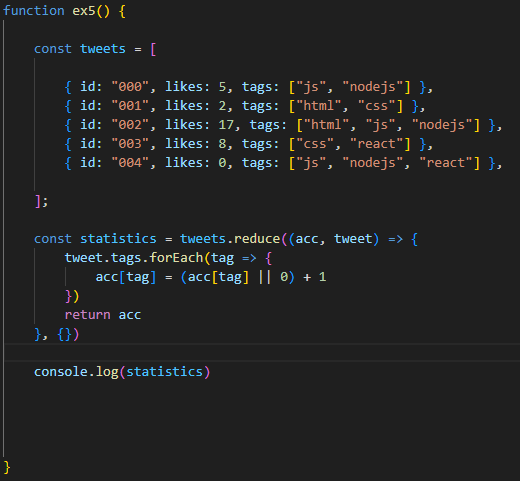 function ex5() {
const tweets = [
{ id: "000", likes: 5, tags: ["js", "nodejs"] },
{ id: "001", likes: 2, tags: ["html", "css"] },
{ id: "002", likes: 17, tags: ["html", "js", "nodejs"] },
{ id: "003", likes: 8, tags: ["css", "react"] },
{ id: "004", likes: 0, tags: ["js", "nodejs", "react"] },
];
const statistics = tweets.reduce((acc, tweet) => {
tweet.tags.forEach(tag => {
acc[tag] = (acc[tag] || 0) + 1
})
return acc
}, {})
console.log(statistics)
}